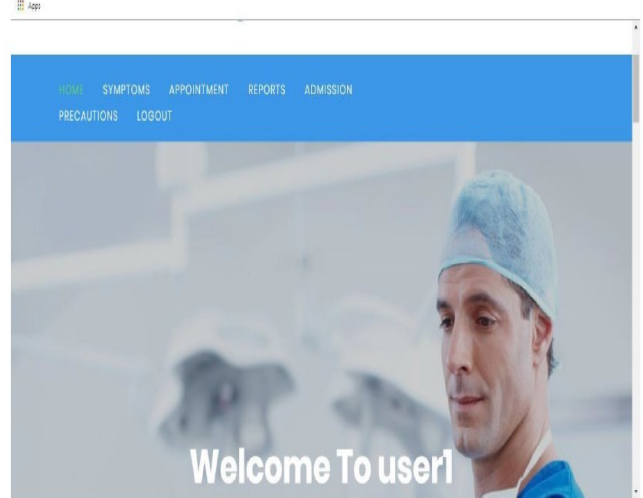 Apps
HOME SYMPTOMS APPOINTMENT REPORTS ADMISSION
PRECAUTIONS LOGOUT
Welcome To user1